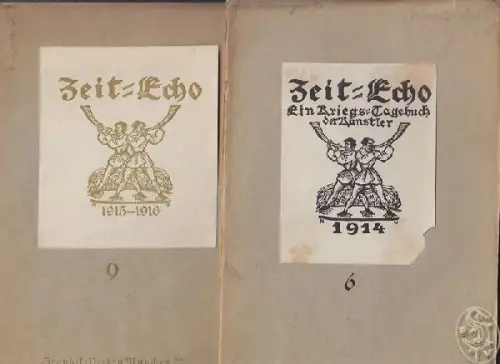 Zeit=Echo
1915-1916
9
Zeit=Echo
Ein Kriegs=Tagebuch
der Künstler
1914
6